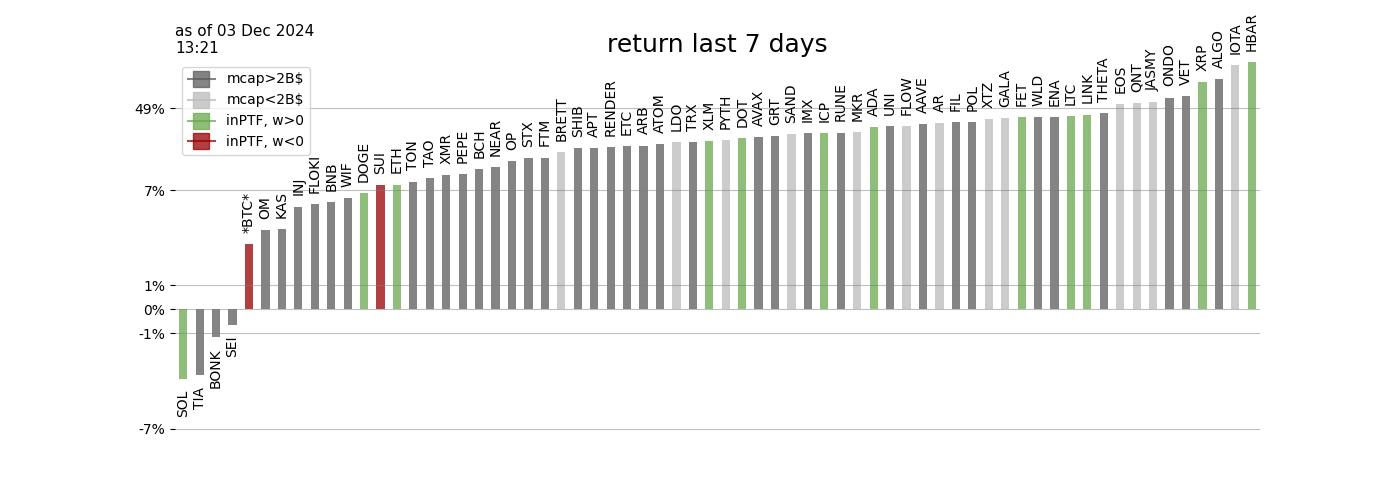 as of 03 Dec 2024
13:21
return last 7 days
mcap>2B$
mcap<2B$
inPTF, w>0
inPTF, w<0
49%
7%
1%
0%
-1%
-7%
SOL
TIA
BONK
SEI
*BTC*
OM
KAS
INJ
FLOKI
BNB
WIF
DOGE
SUI
ETH
TON
TAO
XMR
PEPE
BCH
NEAR
OP
STX
FTM
BRETT
SHIB
APT
RENDER
ETC
ARB
ATOM
LDO
TRX
XLM
PYTH
DOT
AVAX
GRT
SAND
IMX
ICP
RUNE
MKR
ADA
UNI
FLOW
AAVE
AR
FIL
POL
XTZ
GALA
FET
WLD
ENA
LTC
LINK
THETA
EOS
QNT
JASMY
ONDO
VET
XRP
ALGO
IOTA
HBAR